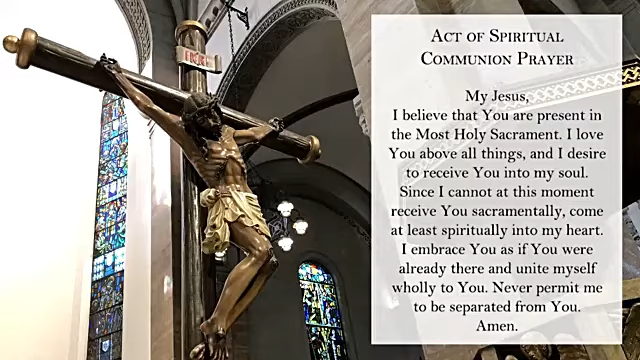 INRI
Act of Spiritual
Communion Prayer
My Jesus,
I believe that You are present in
the Most Holy Sacrament. I love
You above all things, and I desire
to receive You into my soul.
Since I cannot at this moment
receive You sacramentally, come
at least spiritually into my heart.
I embrace You as if You were
already there and unite myself
wholly to You. Never permit me
to be separated from You.
Amen.